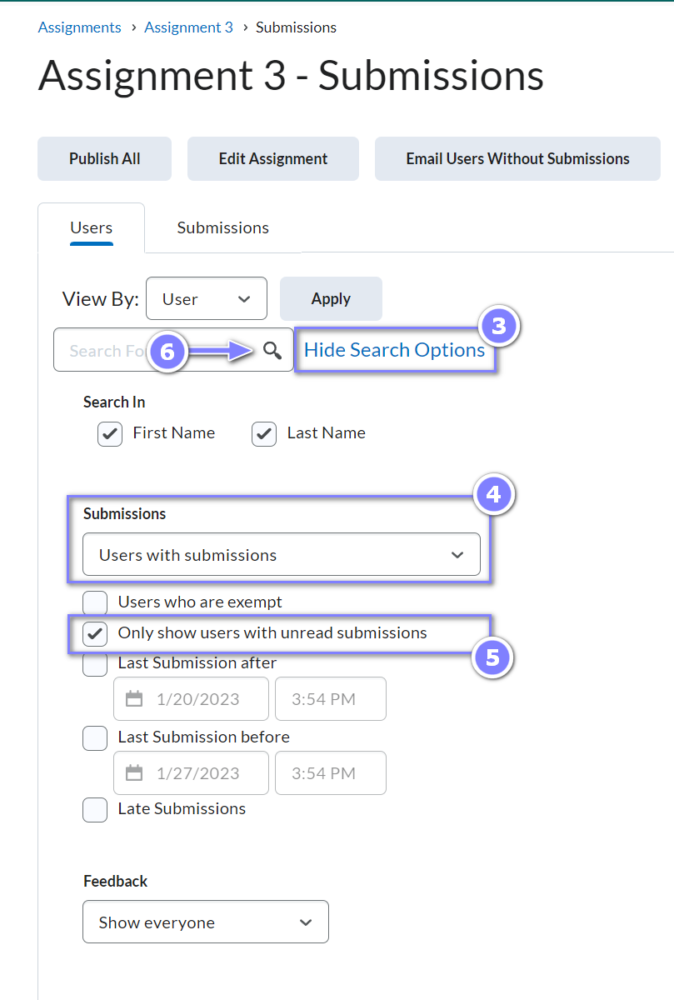 Assignments › Assignment 3 › Submissions
Assignment 3 - Submissions
Publish All Edit Assignment Email Users Without Submissions
Users Submissions
View By: User Apply
3
Search Fo 6 Hide Search Options
Search In
First Name Last Name
4
Submissions
Users with submissions
Users who are exempt
Only show users with unread submissions
5
Last Submission after
1/20/2023 3:54 PM
Last Submission before
1/27/2023 3:54 PM
Late Submissions
Feedback
Show everyone